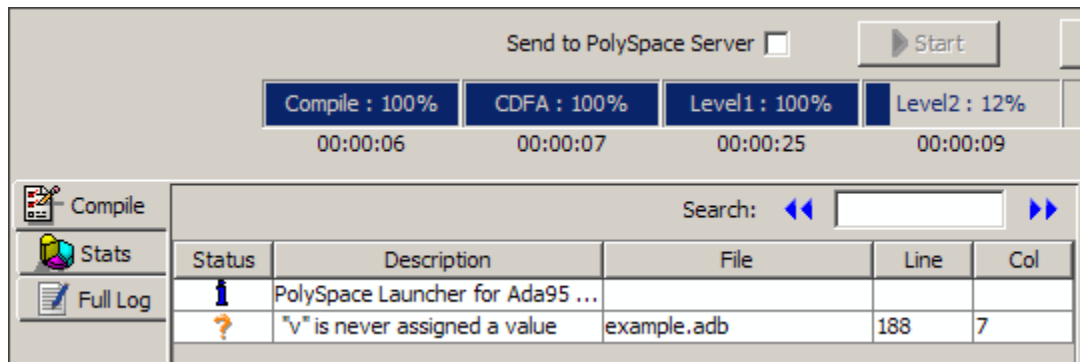 Send to PolySpace Server Start
Compile : 100% CDFA : 100% Level1 : 100% Level2 : 12%
00:00:06 00:00:07 00:00:25 00:00:09
Compile Search:
Stats Status Description File Line Col
Full Log PolySpace Launcher for Ada95 ...
"v" is never assigned a value example.adb 188 7